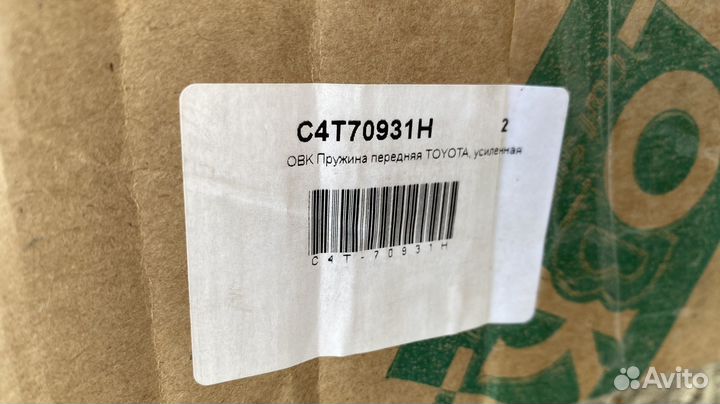 C4T70931H 2
OBK Пружина передняя TOYOTA, усиленная
C4T-70931H
Avito